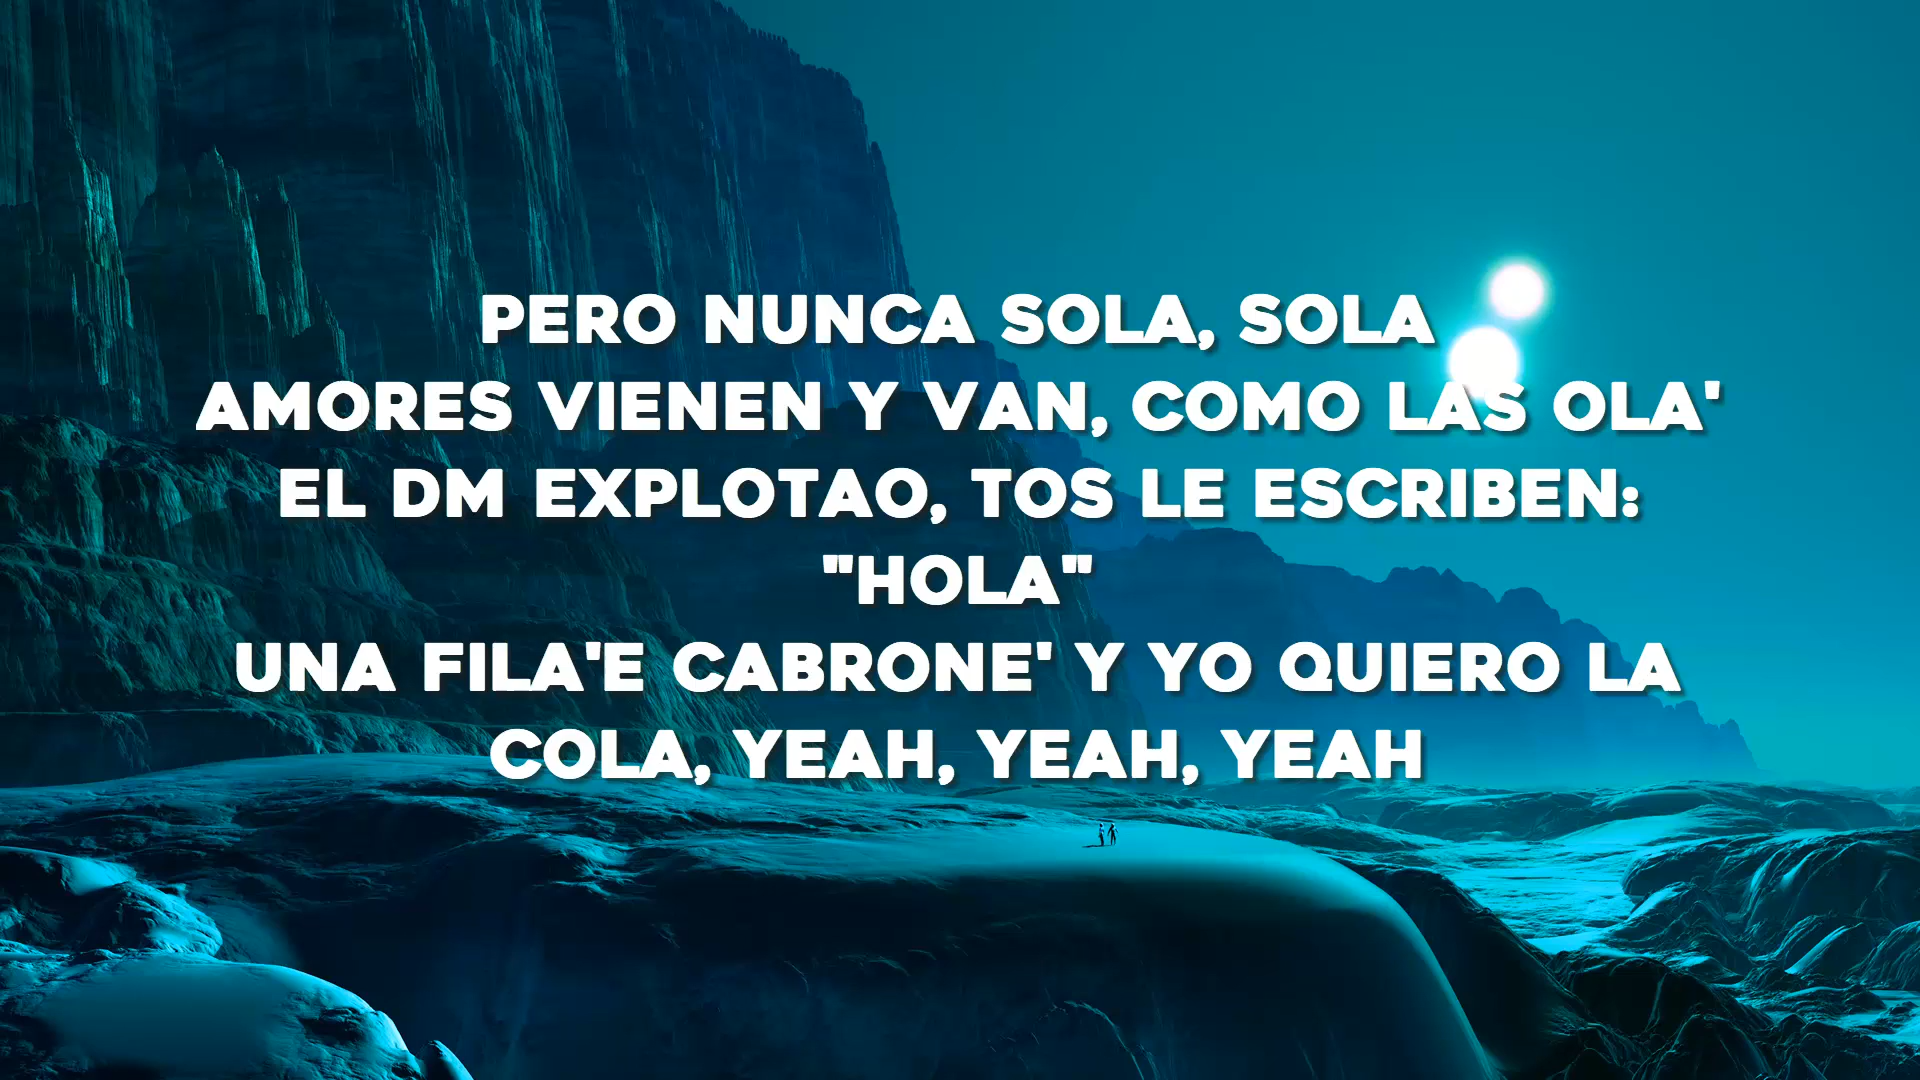 PERO NUNCA SOLA, SOLA
AMORES VIENEN Y VAN, COMO LAS OLA'
EL DM EXPLOTAO, TOS LE ESCRIBEN:
"HOLA"
UNA FILA'E CABRONE' Y YO QUIERO LA
COLA, YEAH, YEAH, YEAH